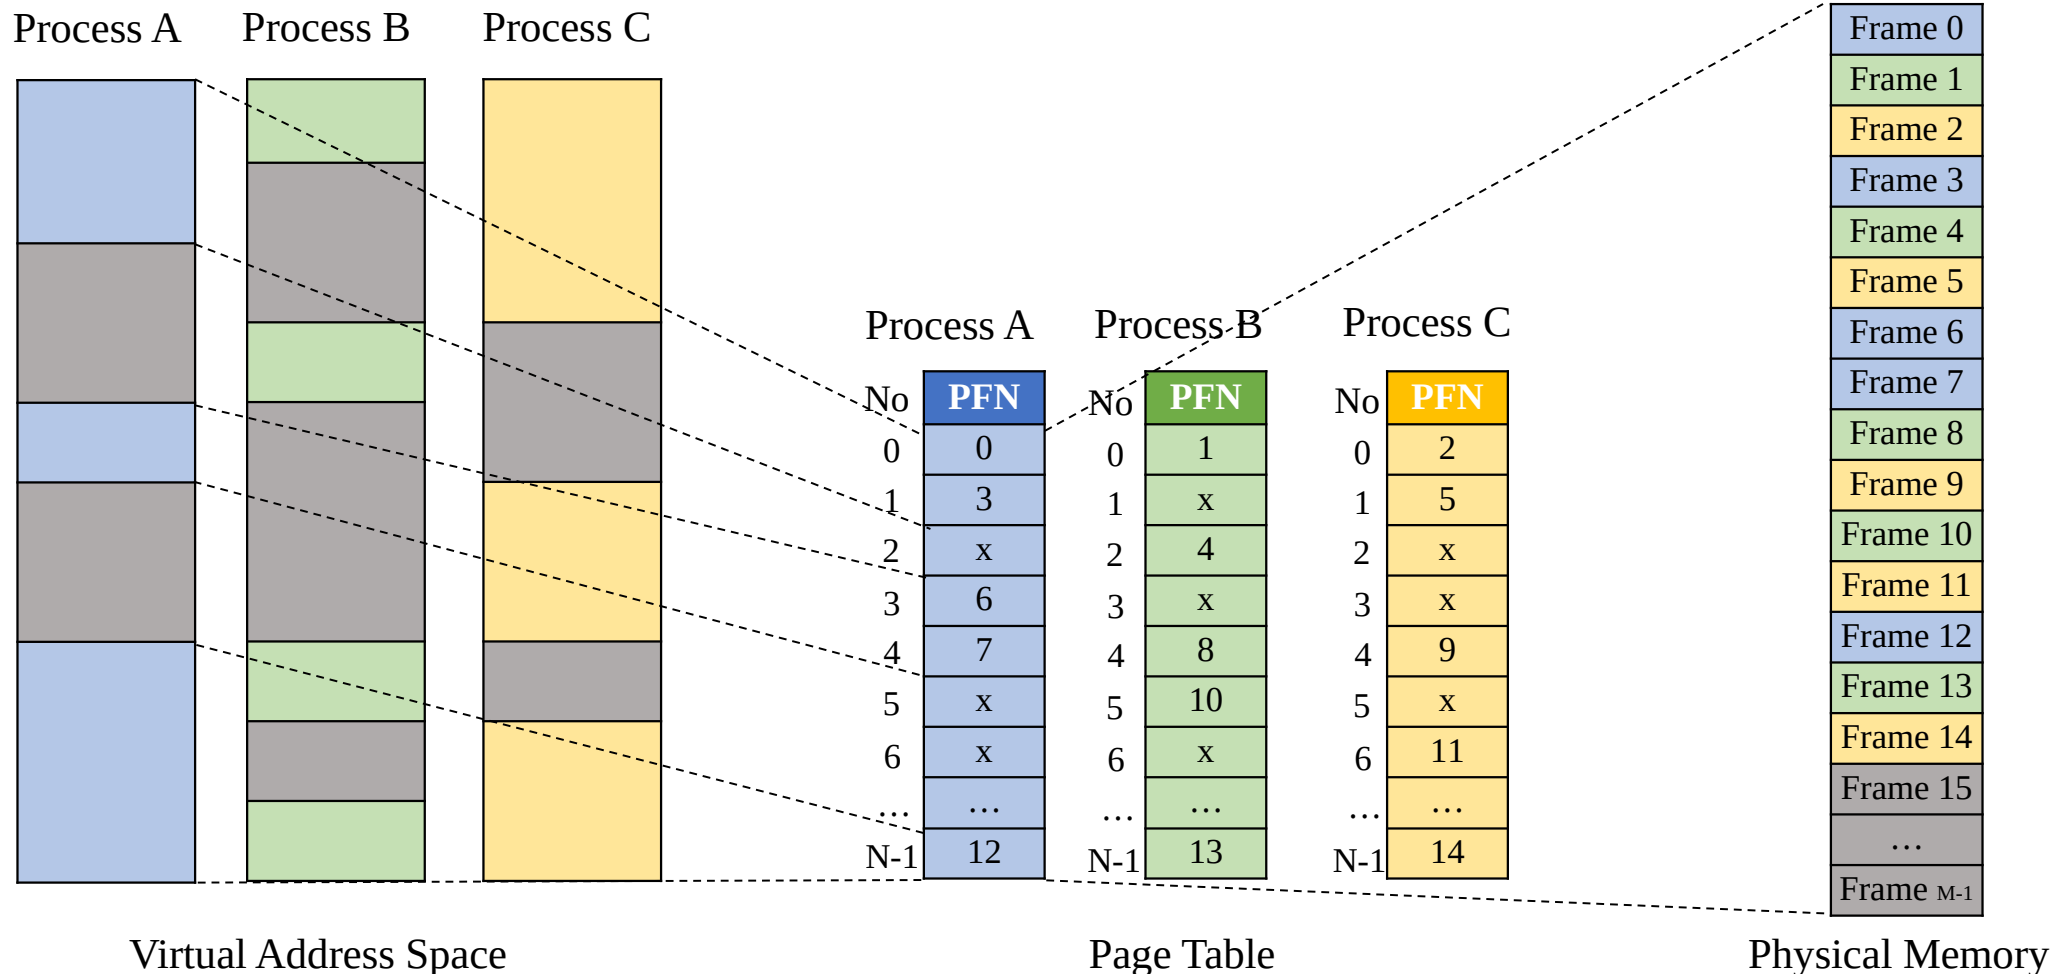 Process A
Process B
Process C
Process A
No
PFN
0 0
1 3
2 x
3 6
4 7
5 x
6 x
… …
N-1 12
Process B
No
PFN
0 1
1 x
2 4
3 x
4 8
5 10
6 x
… …
N-1 13
Process C
No
PFN
0 2
1 5
2 x
3 x
4 9
5 x
6 11
… …
N-1 14
Frame 0
Frame 1
Frame 2
Frame 3
Frame 4
Frame 5
Frame 6
Frame 7
Frame 8
Frame 9
Frame 10
Frame 11
Frame 12
Frame 13
Frame 14
Frame 15
…
Frame M-1
Virtual Address Space
Page Table
Physical Memory